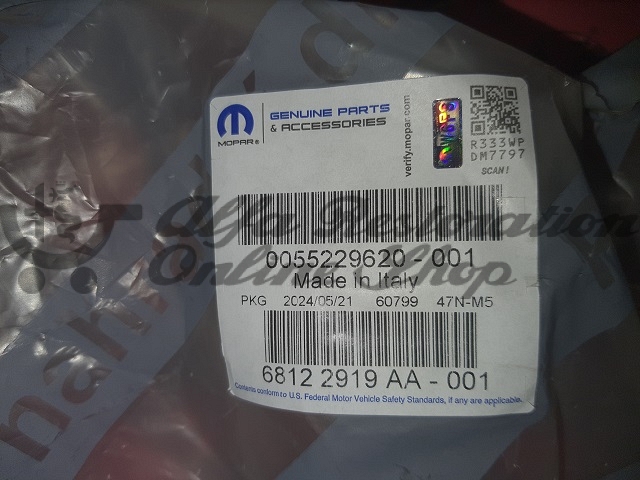 GENUINE PARTS
& ACCESSORIES
MOPAR®
verify.mopar.com
R333WP
DM7797
SCAN!
0055229620-001
Made in Italy
PKG 2024/05/21 60799 47N-M5
6812 2919 AA - 001
Contents conform to U.S. Federal Motor Vehicle Safety Standards, if any are applicable.
Alfa Restoration
Online Shop